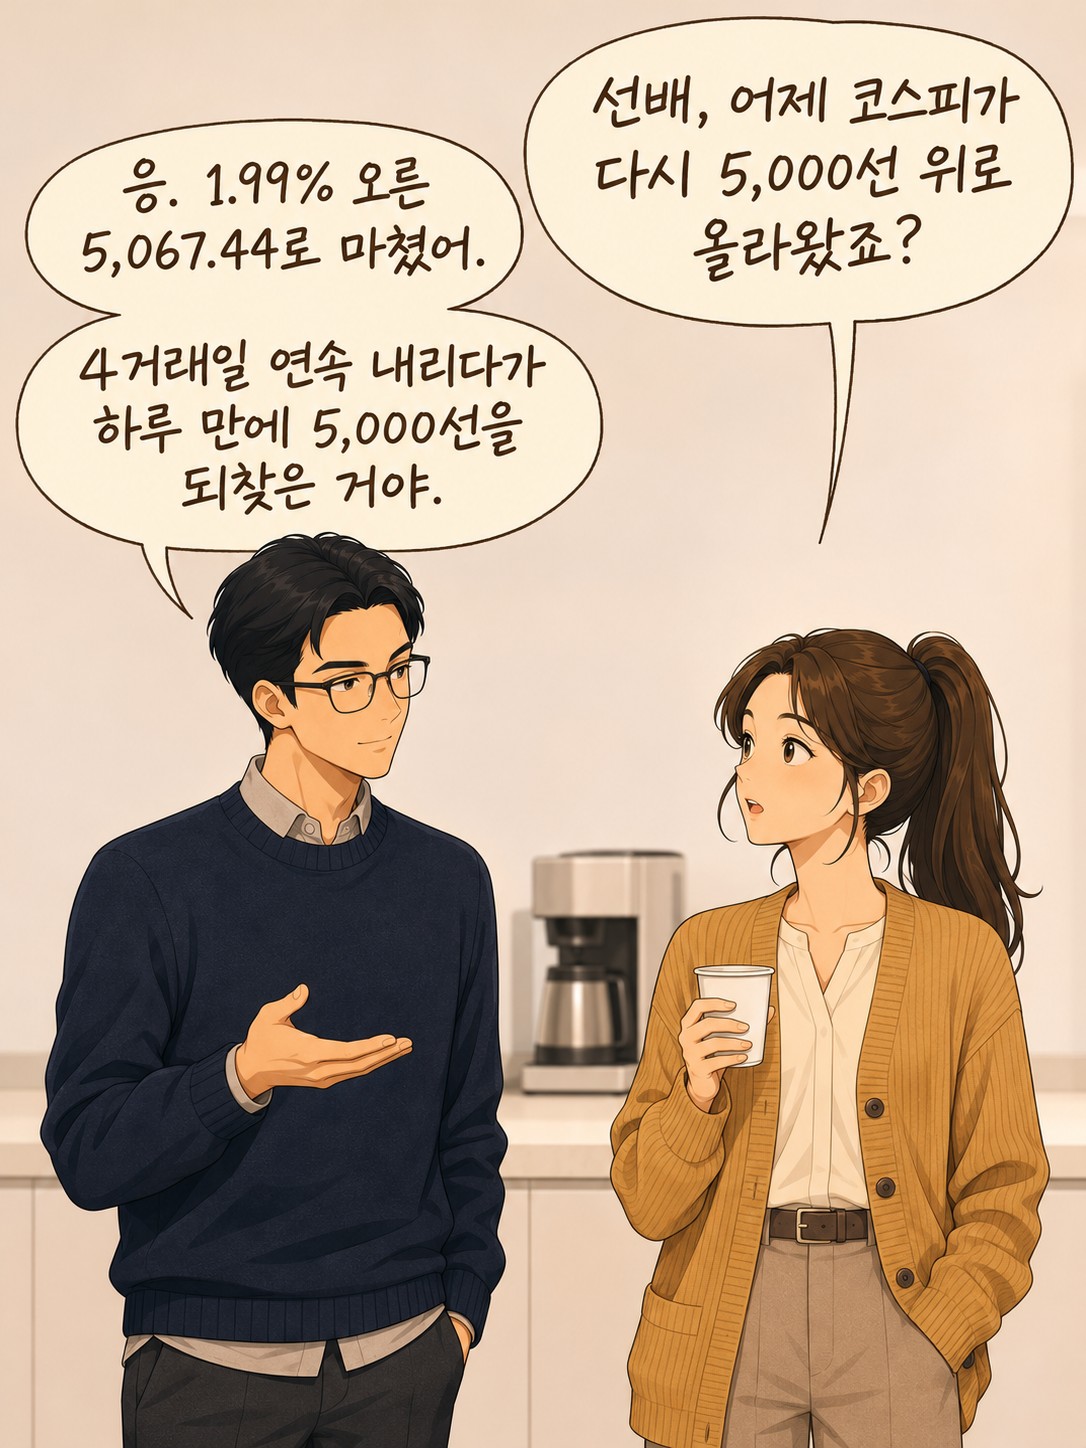 선배, 어제 코스피가
다시 5,000선 위로
올라왔죠?
응. 1.99% 오른
5,067.44로 마쳤어.
4거래일 연속 내리다가
하루 만에 5,000선을
되찾은 거야.